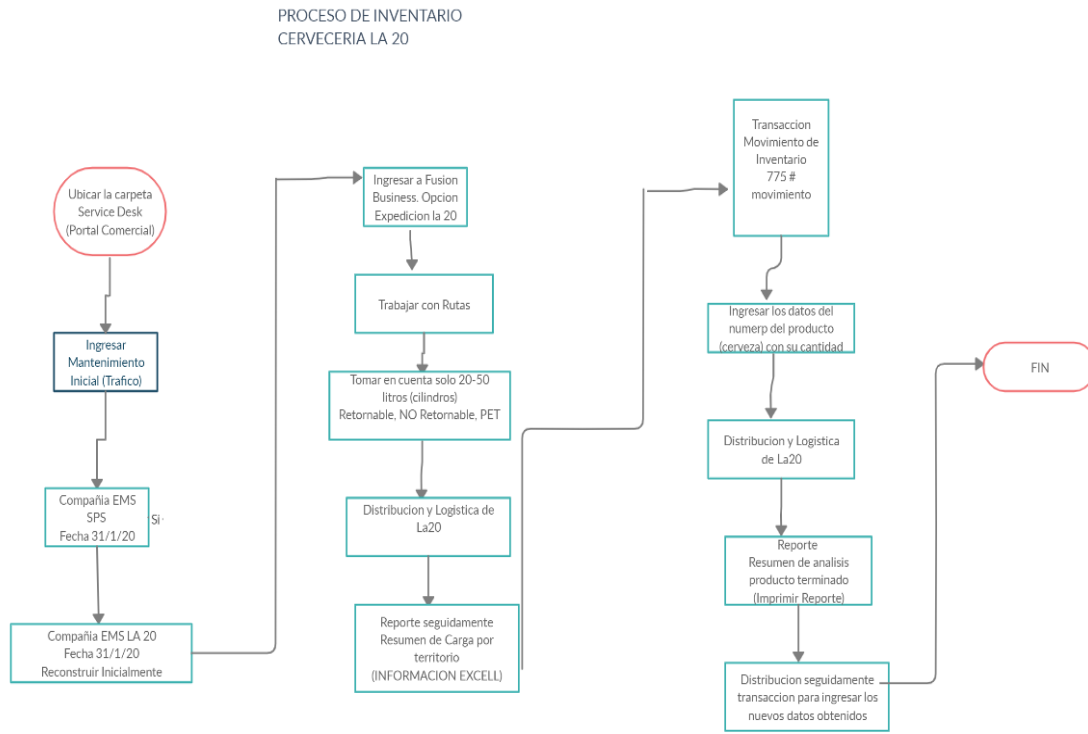 PROCESO DE INVENTARIO
CERVECERIA LA 20
Ubicar la carpeta
Service Desk
(Portal Comercial)
Ingresar
Mantenimiento
Inicial (Trafico)
Compañia EMS
SPS
Fecha 31/1/20
Si
Compañia EMS LA 20
Fecha 31/1/20
Reconstruir Inicialmente
Ingresar a Fusion
Business. Opcion
Expedicion la 20
Trabajar con Rutas
Tomar en cuenta solo 20-50
litros (cilindros)
Retornable, NO Retornable, PET
Distribucion y Logistica de
La20
Reporte seguidamente
Resumen de Carga por
territorio
(INFORMACION EXCELL)
Transaccion
Movimiento de
Inventario
775 #
movimiento
Ingresar los datos del
numerp del producto
(cerveza) con su cantidad
Distribucion y Logistica
de La20
Reporte
Resumen de analisis
producto terminado
(Imprimir Reporte)
Distribucion seguidamente
transaccion para ingresar los
nuevos datos obtenidos
FIN